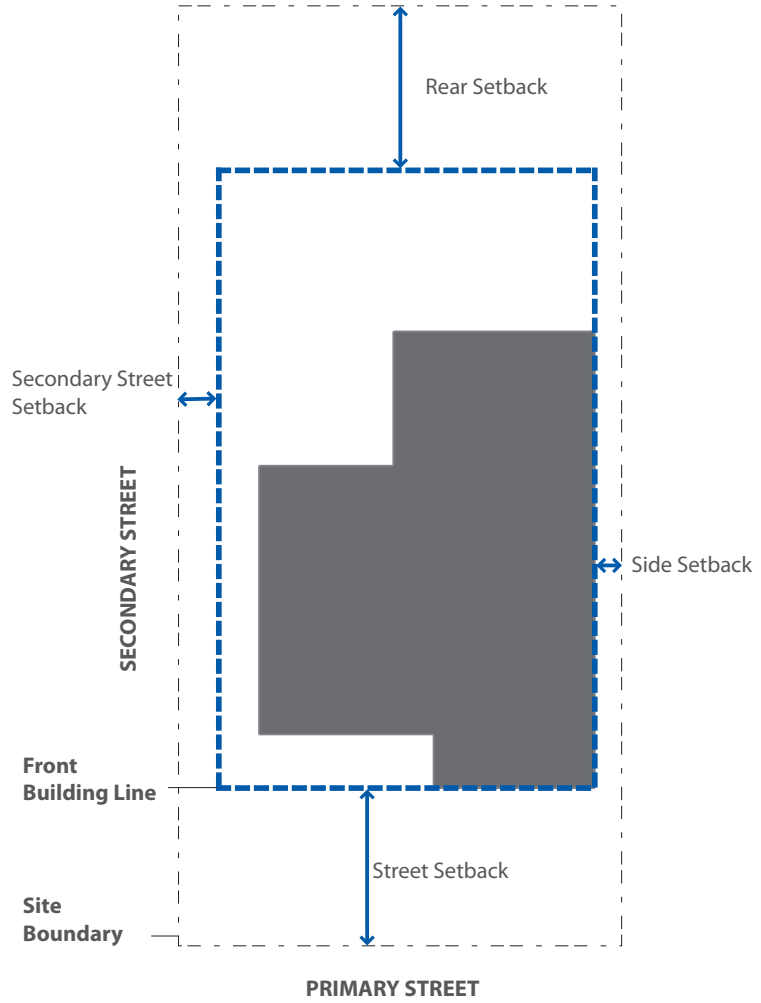 Rear Setback
Secondary Street
Setback
SECONDARY STREET
Side Setback
Front
Building Line
Street Setback
Site
Boundary
PRIMARY STREET